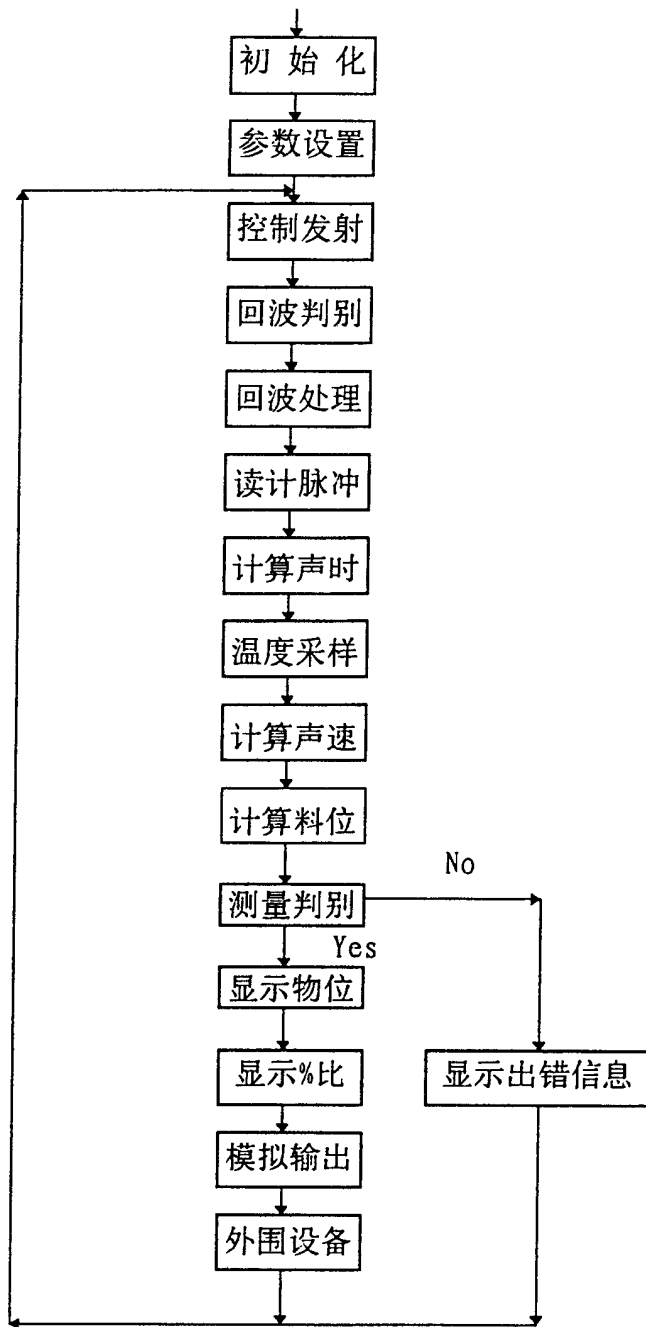 初 始 化
参数设置
控制发射
回波判别
回波处理
读计脉冲
计算声时
温度采样
计算声速
计算料位
No
测量判别
Yes
显示物位
显示%比
显示出错信息
模拟输出
外围设备